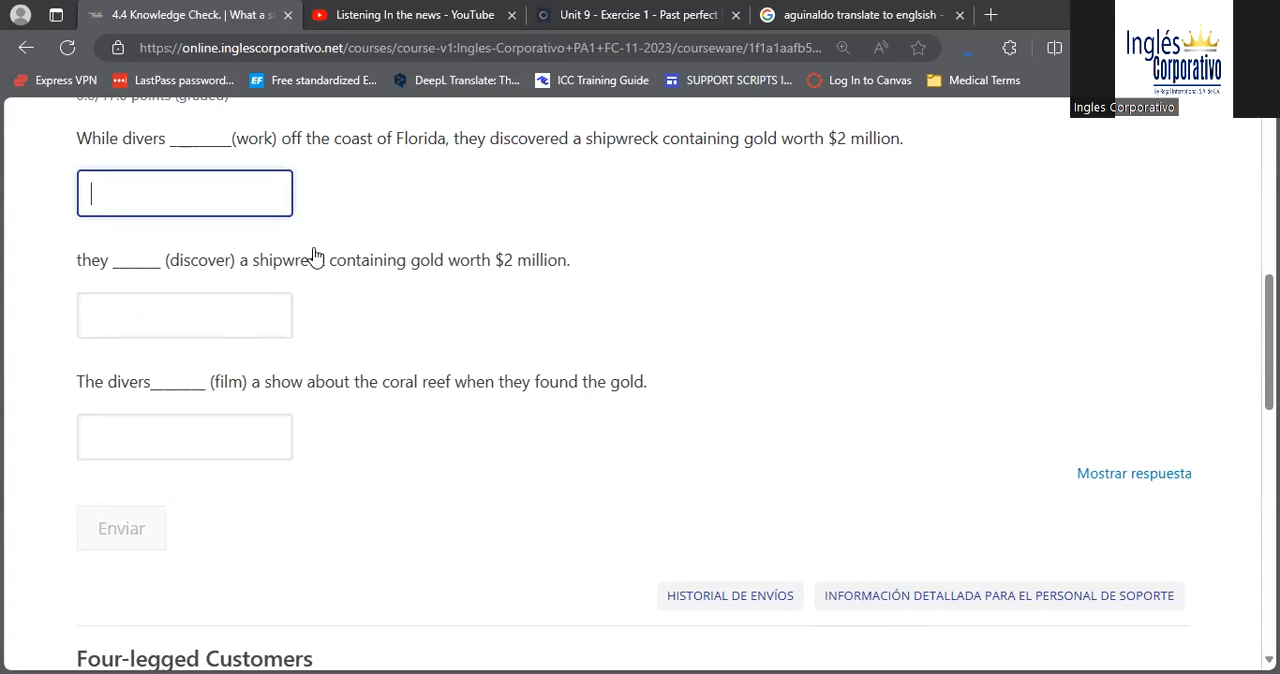 4.4 Knowledge Check. | What a s
Listening In the news - YouTube
Unit 9 - Exercise 1 - Past perfect
aguinaldo translate to englsish -
https://online.inglescorporativo.net/courses/course-v1:Ingles-Corporativo+PA1+FC-11-2023/courseware/1f1a1aafb5...
Express VPN
LastPass password...
Free standardized E...
DeepL Translate: Th...
ICC Training Guide
SUPPORT SCRIPTS I...
Log In to Canvas
Medical Terms
Inglés
Corporativo
Ingles Corporativo
While divers ________(work) off the coast of Florida, they discovered a shipwreck containing gold worth $2 million.
they ______ (discover) a shipwreck containing gold worth $2 million.
The divers_______ (film) a show about the coral reef when they found the gold.
Mostrar respuesta
Enviar
HISTORIAL DE ENVÍOS
INFORMACIÓN DETALLADA PARA EL PERSONAL DE SOPORTE
Four-legged Customers